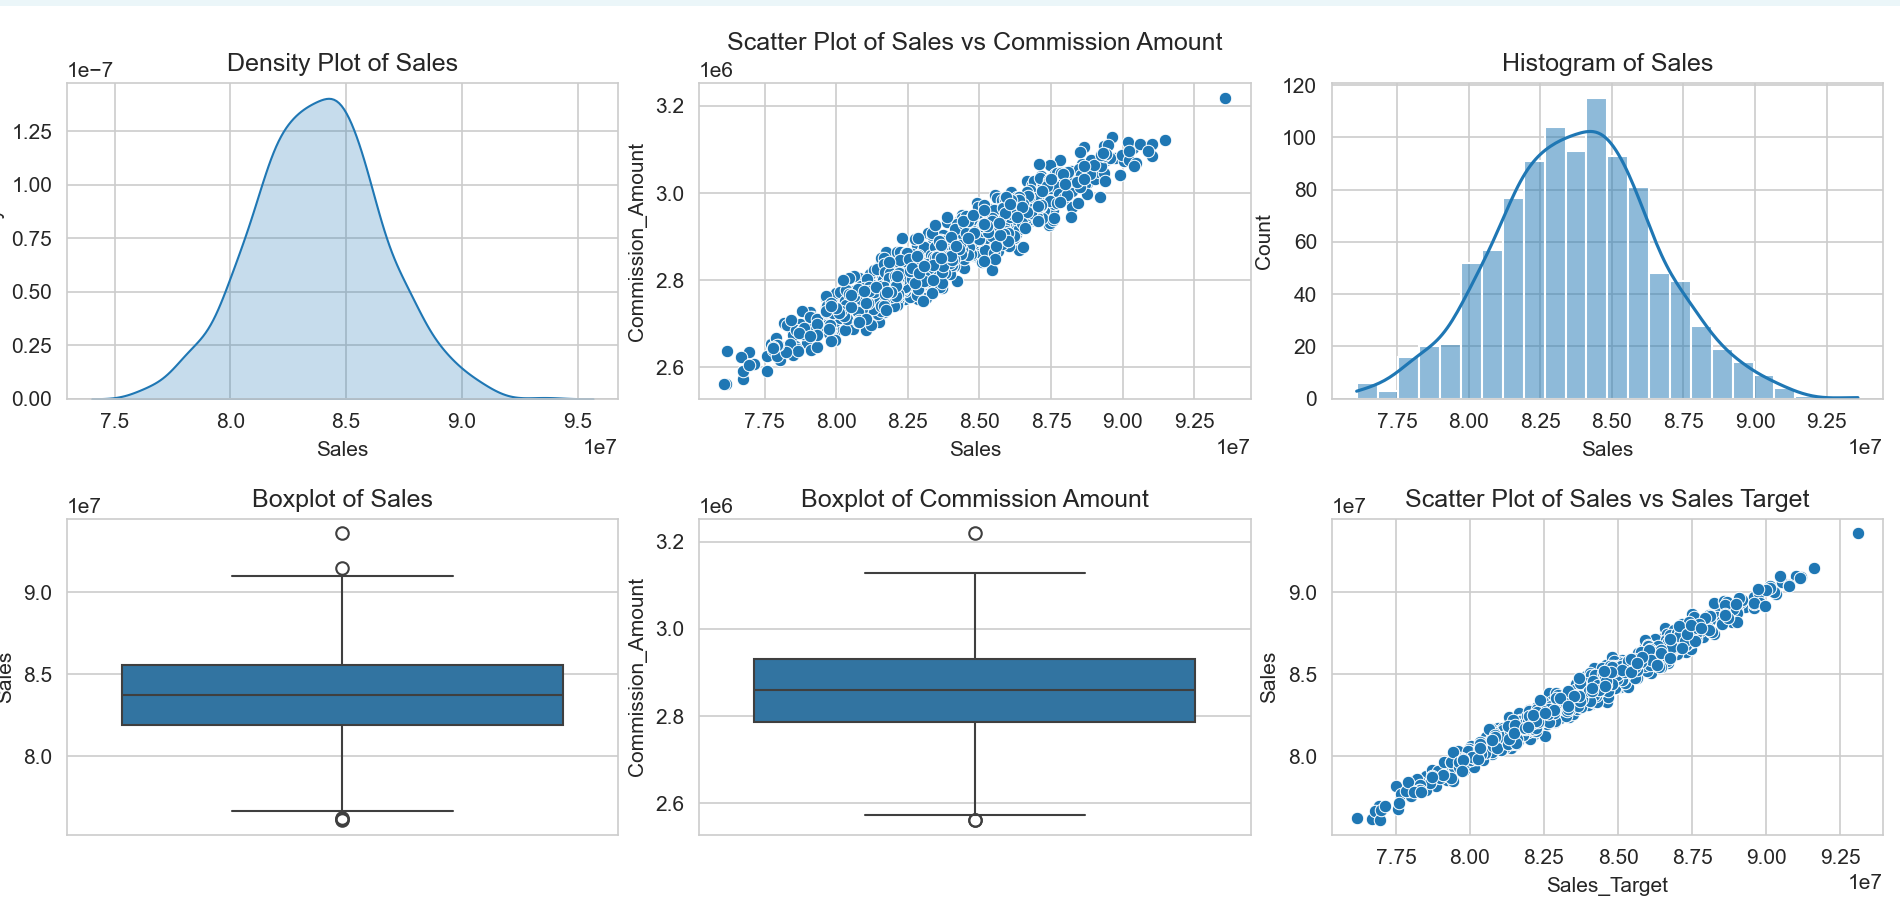 Density Plot of Sales
1e−7
1.25
1.00
0.75
0.50
0.25
0.00
7.5 8.0 8.5 9.0 9.5
1e7
Sales
Scatter Plot of Sales vs Commission Amount
1e6
3.2
3.0
2.8
2.6
Commission_Amount
7.75 8.00 8.25 8.50 8.75 9.00 9.25
1e7
Sales
Histogram of Sales
120
100
80
60
40
20
0
Count
7.75 8.00 8.25 8.50 8.75 9.00 9.25
1e7
Sales
Boxplot of Sales
1e7
9.0
8.5
8.0
Sales
Boxplot of Commission Amount
1e6
3.2
3.0
2.8
2.6
Commission_Amount
Scatter Plot of Sales vs Sales Target
1e7
9.0
8.5
8.0
Sales
7.75 8.00 8.25 8.50 8.75 9.00 9.25
1e7
Sales_Target